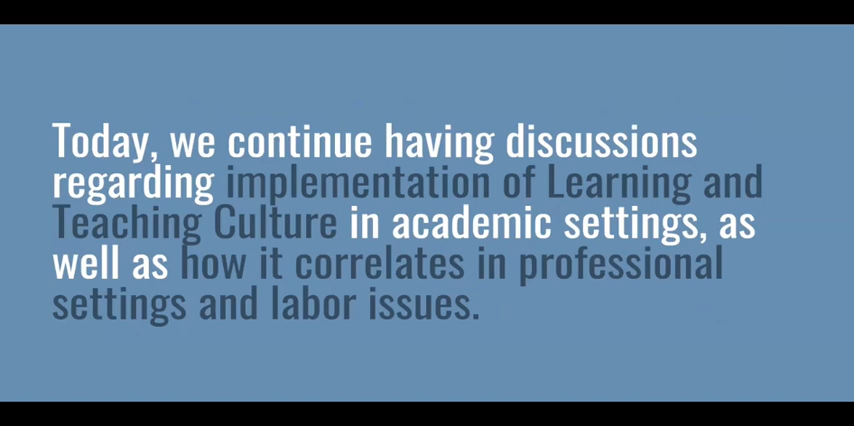 Today, we continue having discussions
regarding implementation of Learning and
Teaching Culture in academic settings, as
well as how it correlates in professional
settings and labor issues.